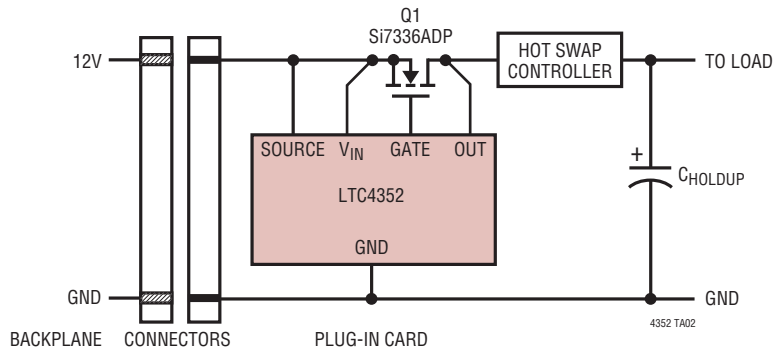 Q1
Si7336ADP
12V
HOT SWAP
CONTROLLER
TO LOAD
SOURCE VIN GATE OUT
LTC4352
GND
+
CHOLDUP
GND
GND
4352 TA02
BACKPLANE CONNECTORS PLUG-IN CARD